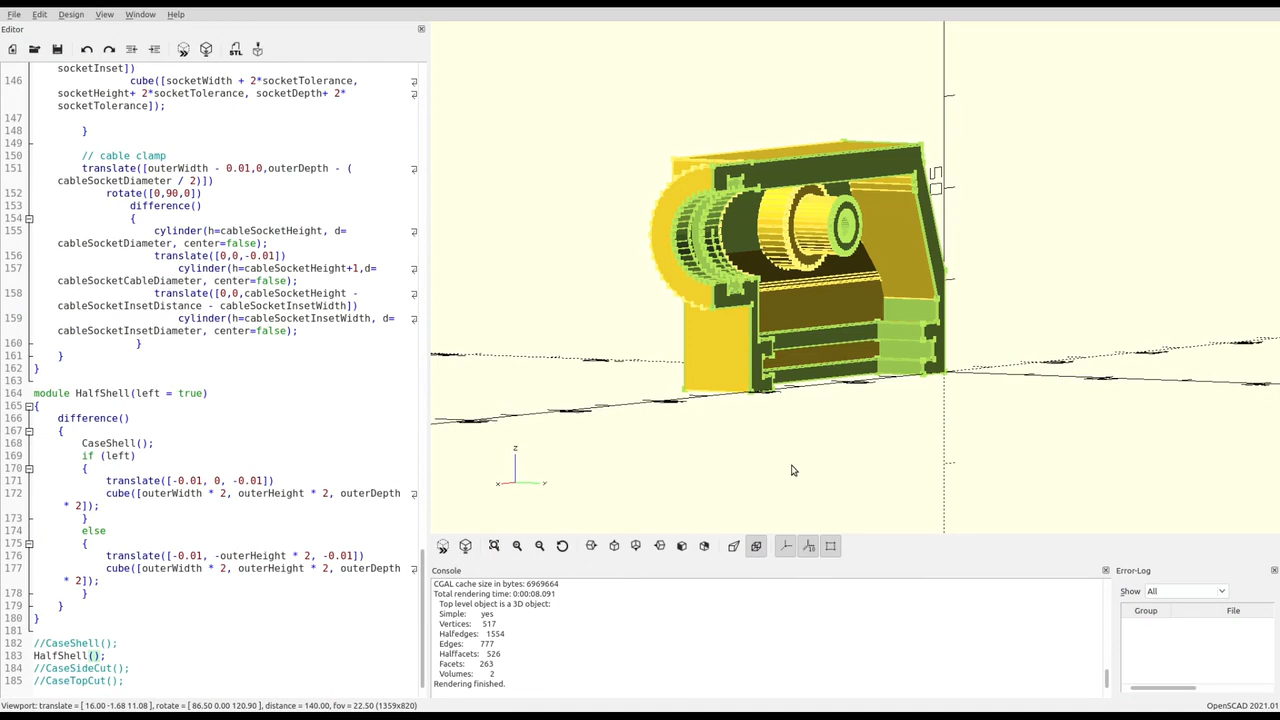 File Edit Design View Window Help
Editor
STL
socketInset])
146 cube([socketWidth + 2*socketTolerance,
socketHeight+ 2*socketTolerance, socketDepth+ 2*
socketTolerance]);
147
148 }
149
150 // cable clamp
151 translate([outerWidth - 0.01,0,outerDepth - (
cableSocketDiameter / 2)])
152 rotate([0,90,0])
153 difference()
154 {
155 cylinder(h=cableSocketHeight, d=
cableSocketDiameter, center=false);
156 translate([0,0,-0.01])
157 cylinder(h=cableSocketHeight+1,d=
cableSocketCableDiameter, center=false);
158 translate([0,0,cableSocketHeight -
cableSocketInsetDistance - cableSocketInsetWidth])
159 cylinder(h=cableSocketInsetWidth, d=
cableSocketInsetDiameter, center=false);
160 }
161 }
162 }
163
164 module HalfShell(left = true)
165 {
166 difference()
167 {
168 CaseShell();
169 if (left)
170 {
171 translate([-0.01, 0, -0.01])
172 cube([outerWidth * 2, outerHeight * 2, outerDepth
* 2]);
173 }
174 else
175 {
176 translate([-0.01, -outerHeight * 2, -0.01])
177 cube([outerWidth * 2, outerHeight * 2, outerDepth
* 2]);
178 }
179 }
180 }
181
182 //CaseShell();
183 HalfShell();
184 //CaseSideCut();
185 //CaseTopCut();
50
z
x
y
10
Console
CGAL cache size in bytes: 6969664
Total rendering time: 0:00:08.091
Top level object is a 3D object:
Simple: yes
Vertices: 517
Halfedges: 1554
Edges: 777
Halffacets: 526
Facets: 263
Volumes: 2
Rendering finished.
Error-Log
Show All
Group File
Viewport: translate = [ 16.00 -1.68 11.08 ], rotate = [ 86.50 0.00 120.90 ], distance = 140.00, fov = 22.50 (1359x820)
OpenSCAD 2021.01